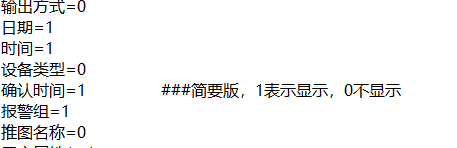 输出方式=0
日期=1
时间=1
设备类型=0
确认时间=1 ###简要版，1表示显示，0不显示
报警组=1
推图名称=0